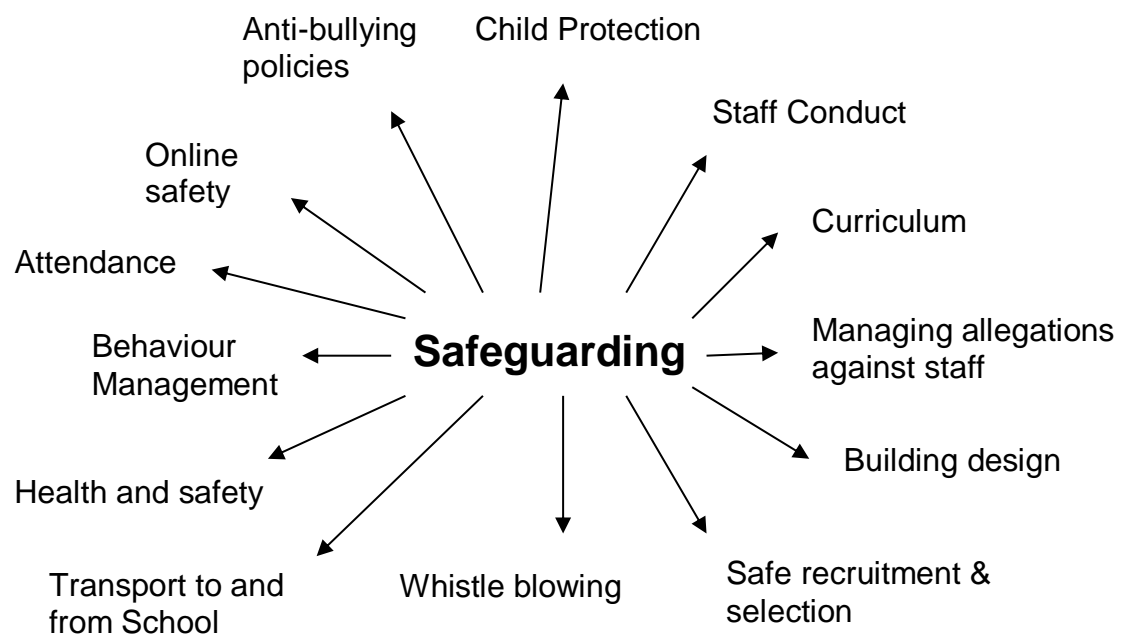 Anti-bullying
policies
Child Protection
Staff Conduct
Online
safety
Curriculum
Attendance
Behaviour
Management
Safeguarding
Managing allegations
against staff
Building design
Health and safety
Transport to and
from School
Whistle blowing
Safe recruitment &
selection